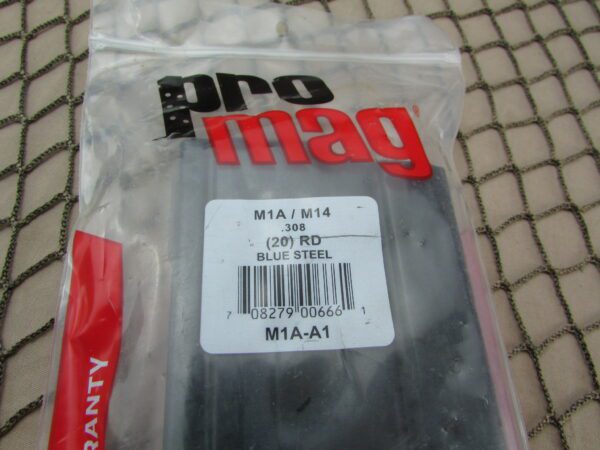 pro
mag®
M1A / M14
.308
(20) RD
BLUE STEEL
7 08279 00666 1
M1A-A1
RANTY